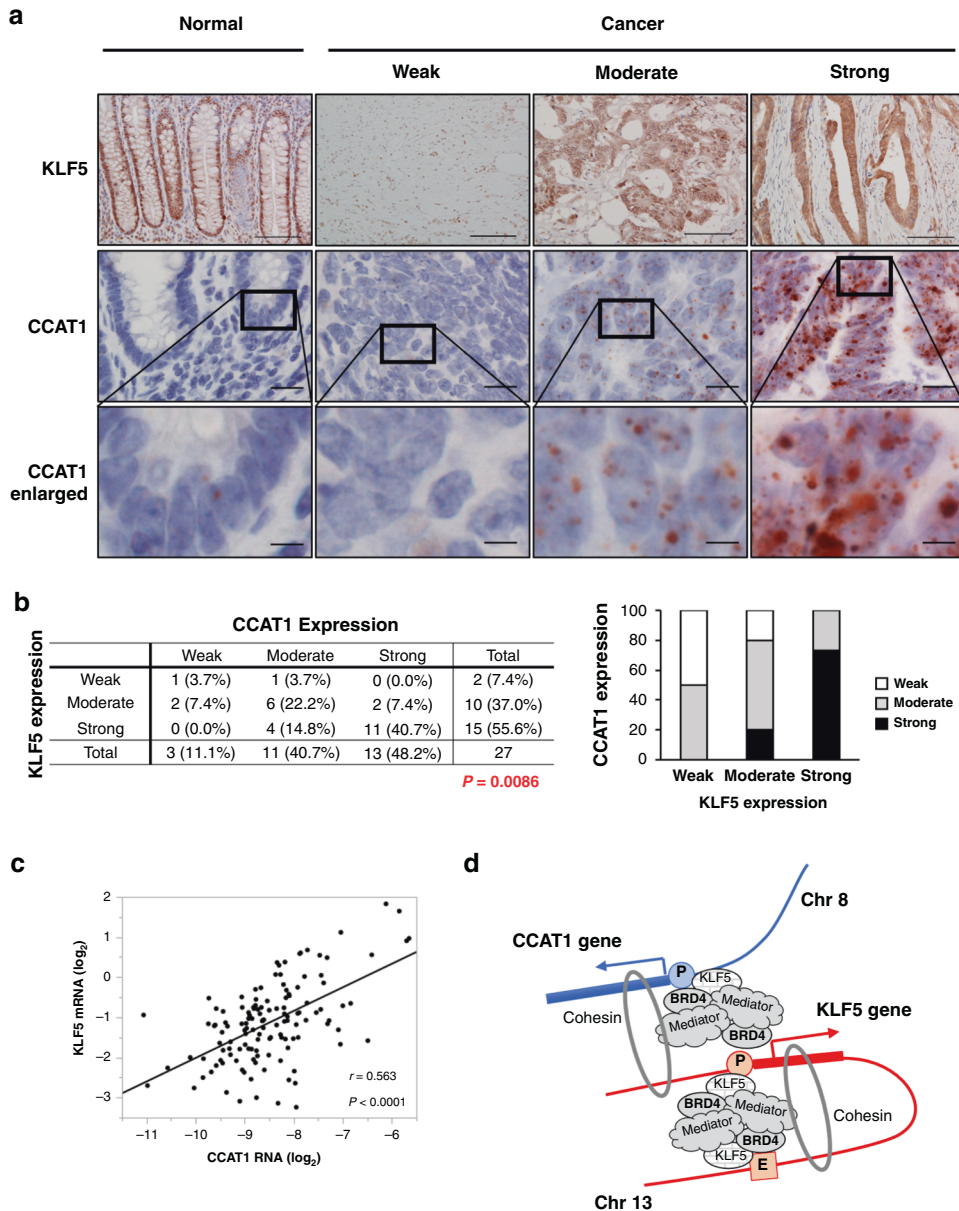 a
Normal
Cancer
Weak
Moderate
Strong
KLF5
CCAT1
CCAT1
enlarged
b
CCAT1 Expression
KLF5 expression
Weak Moderate Strong Total
Weak 1 (3.7%) 1 (3.7%) 0 (0.0%) 2 (7.4%)
Moderate 2 (7.4%) 6 (22.2%) 2 (7.4%) 10 (37.0%)
Strong 0 (0.0%) 4 (14.8%) 11 (40.7%) 15 (55.6%)
Total 3 (11.1%) 11 (40.7%) 13 (48.2%) 27
P = 0.0086
CCAT1 expression
100
80
60
40
20
0
Weak Moderate Strong
KLF5 expression
Weak
Moderate
Strong
c
KLF5 mRNA (log2)
2
1
0
−1
−2
−3
r = 0.563
P < 0.0001
−11 −10 −9 −8 −7 −6
CCAT1 RNA (log2)
d
Chr 8
CCAT1 gene
P
KLF5
BRD4
Mediator
Cohesin
Mediator
BRD4
KLF5 gene
P
KLF5
BRD4
Mediator
Mediator
BRD4
Cohesin
KLF5
E
Chr 13